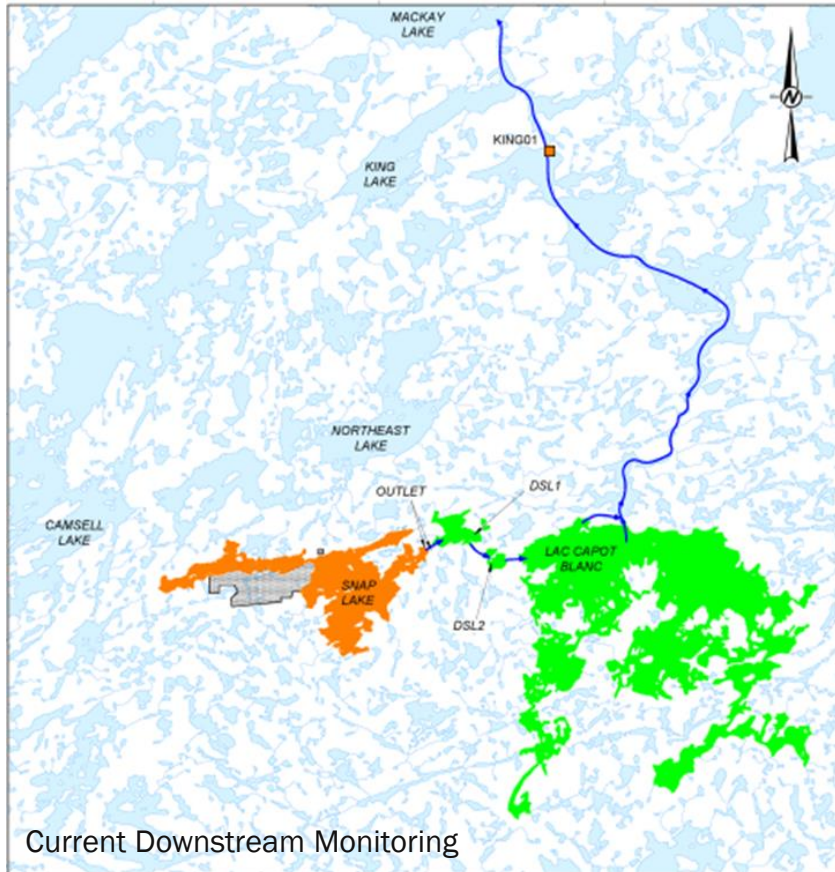 MACKAY
LAKE
N
KING01
KING
LAKE
NORTHEAST
LAKE
OUTLET
DSL1
CAMSELL
LAKE
LAC CAPOT
BLANC
SNAP
LAKE
DSL2
Current Downstream Monitoring